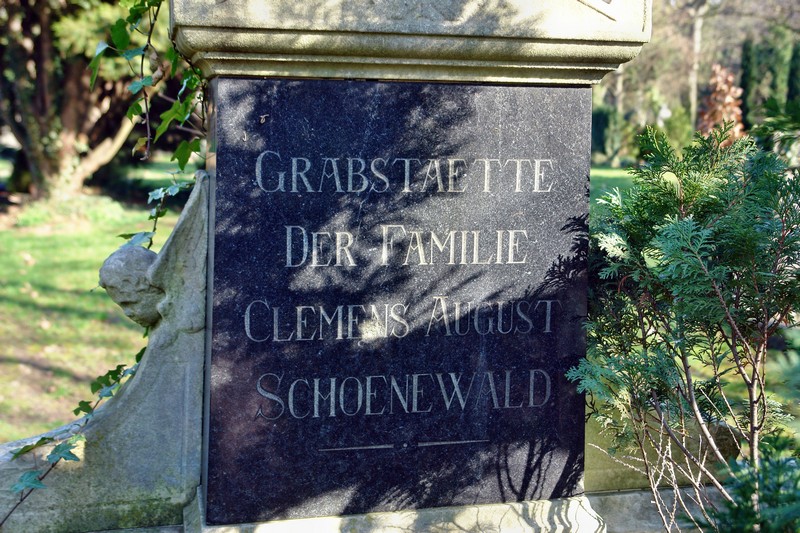 GRABSTAETTE
DER FAMILIE
CLEMENS AUGUST
SCHOENEWALD